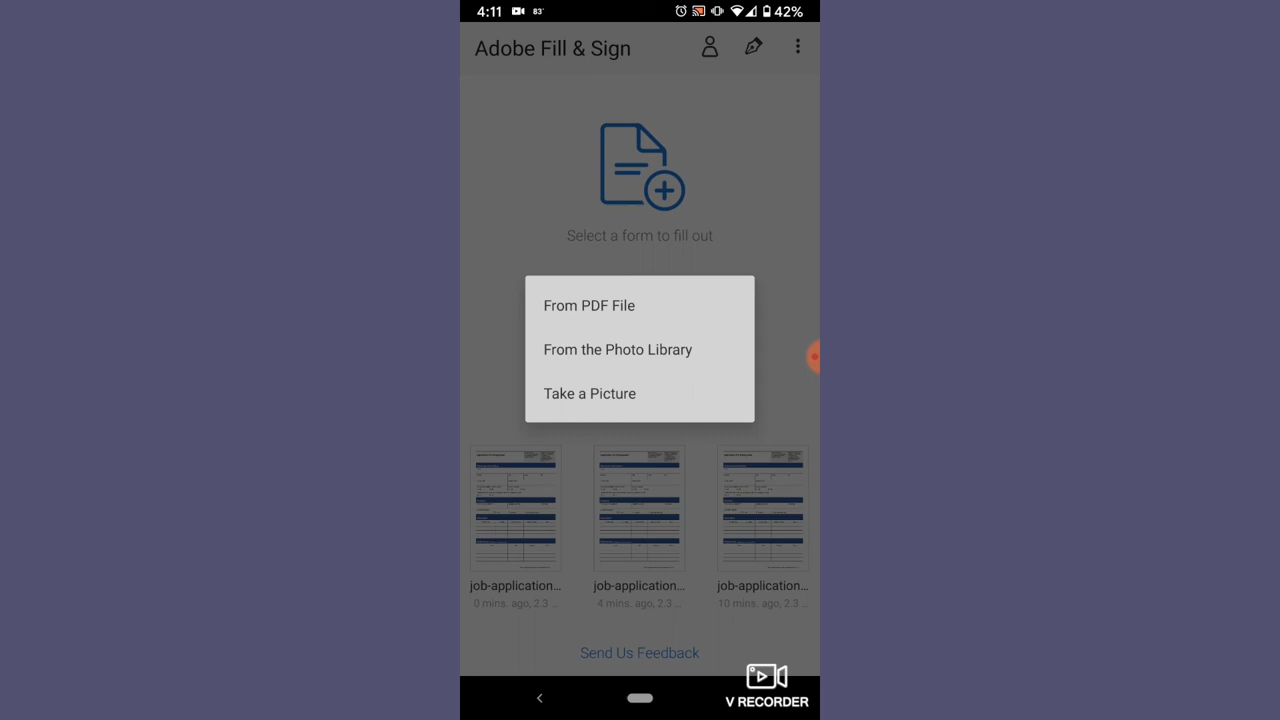 4:11 83° 42%
Adobe Fill & Sign
Select a form to fill out
From PDF File
From the Photo Library
Take a Picture
job-application... job-application... job-application...
0 mins. ago, 2.3 ... 4 mins. ago, 2.3 ... 10 mins. ago, 2.3 ...
Send Us Feedback
V RECORDER